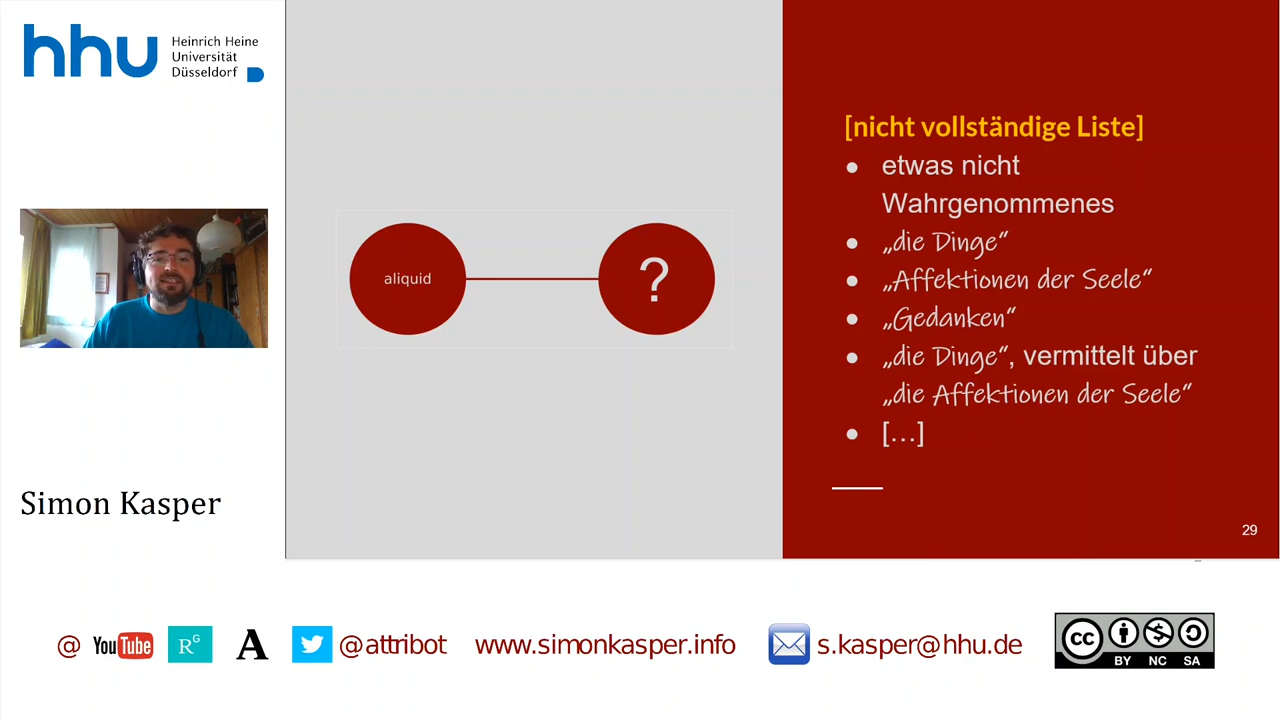 hhu Heinrich Heine
Universität
Düsseldorf
Simon Kasper
aliquid
?
[nicht vollständige Liste]
● etwas nicht
Wahrgenommenes
● „die Dinge“
● „Affektionen der Seele“
● „Gedanken“
● „die Dinge“, vermittelt über
„die Affektionen der Seele“
● […]
29
@ YouTube RG A @attribot www.simonkasper.info s.kasper@hhu.de
cc BY NC SA